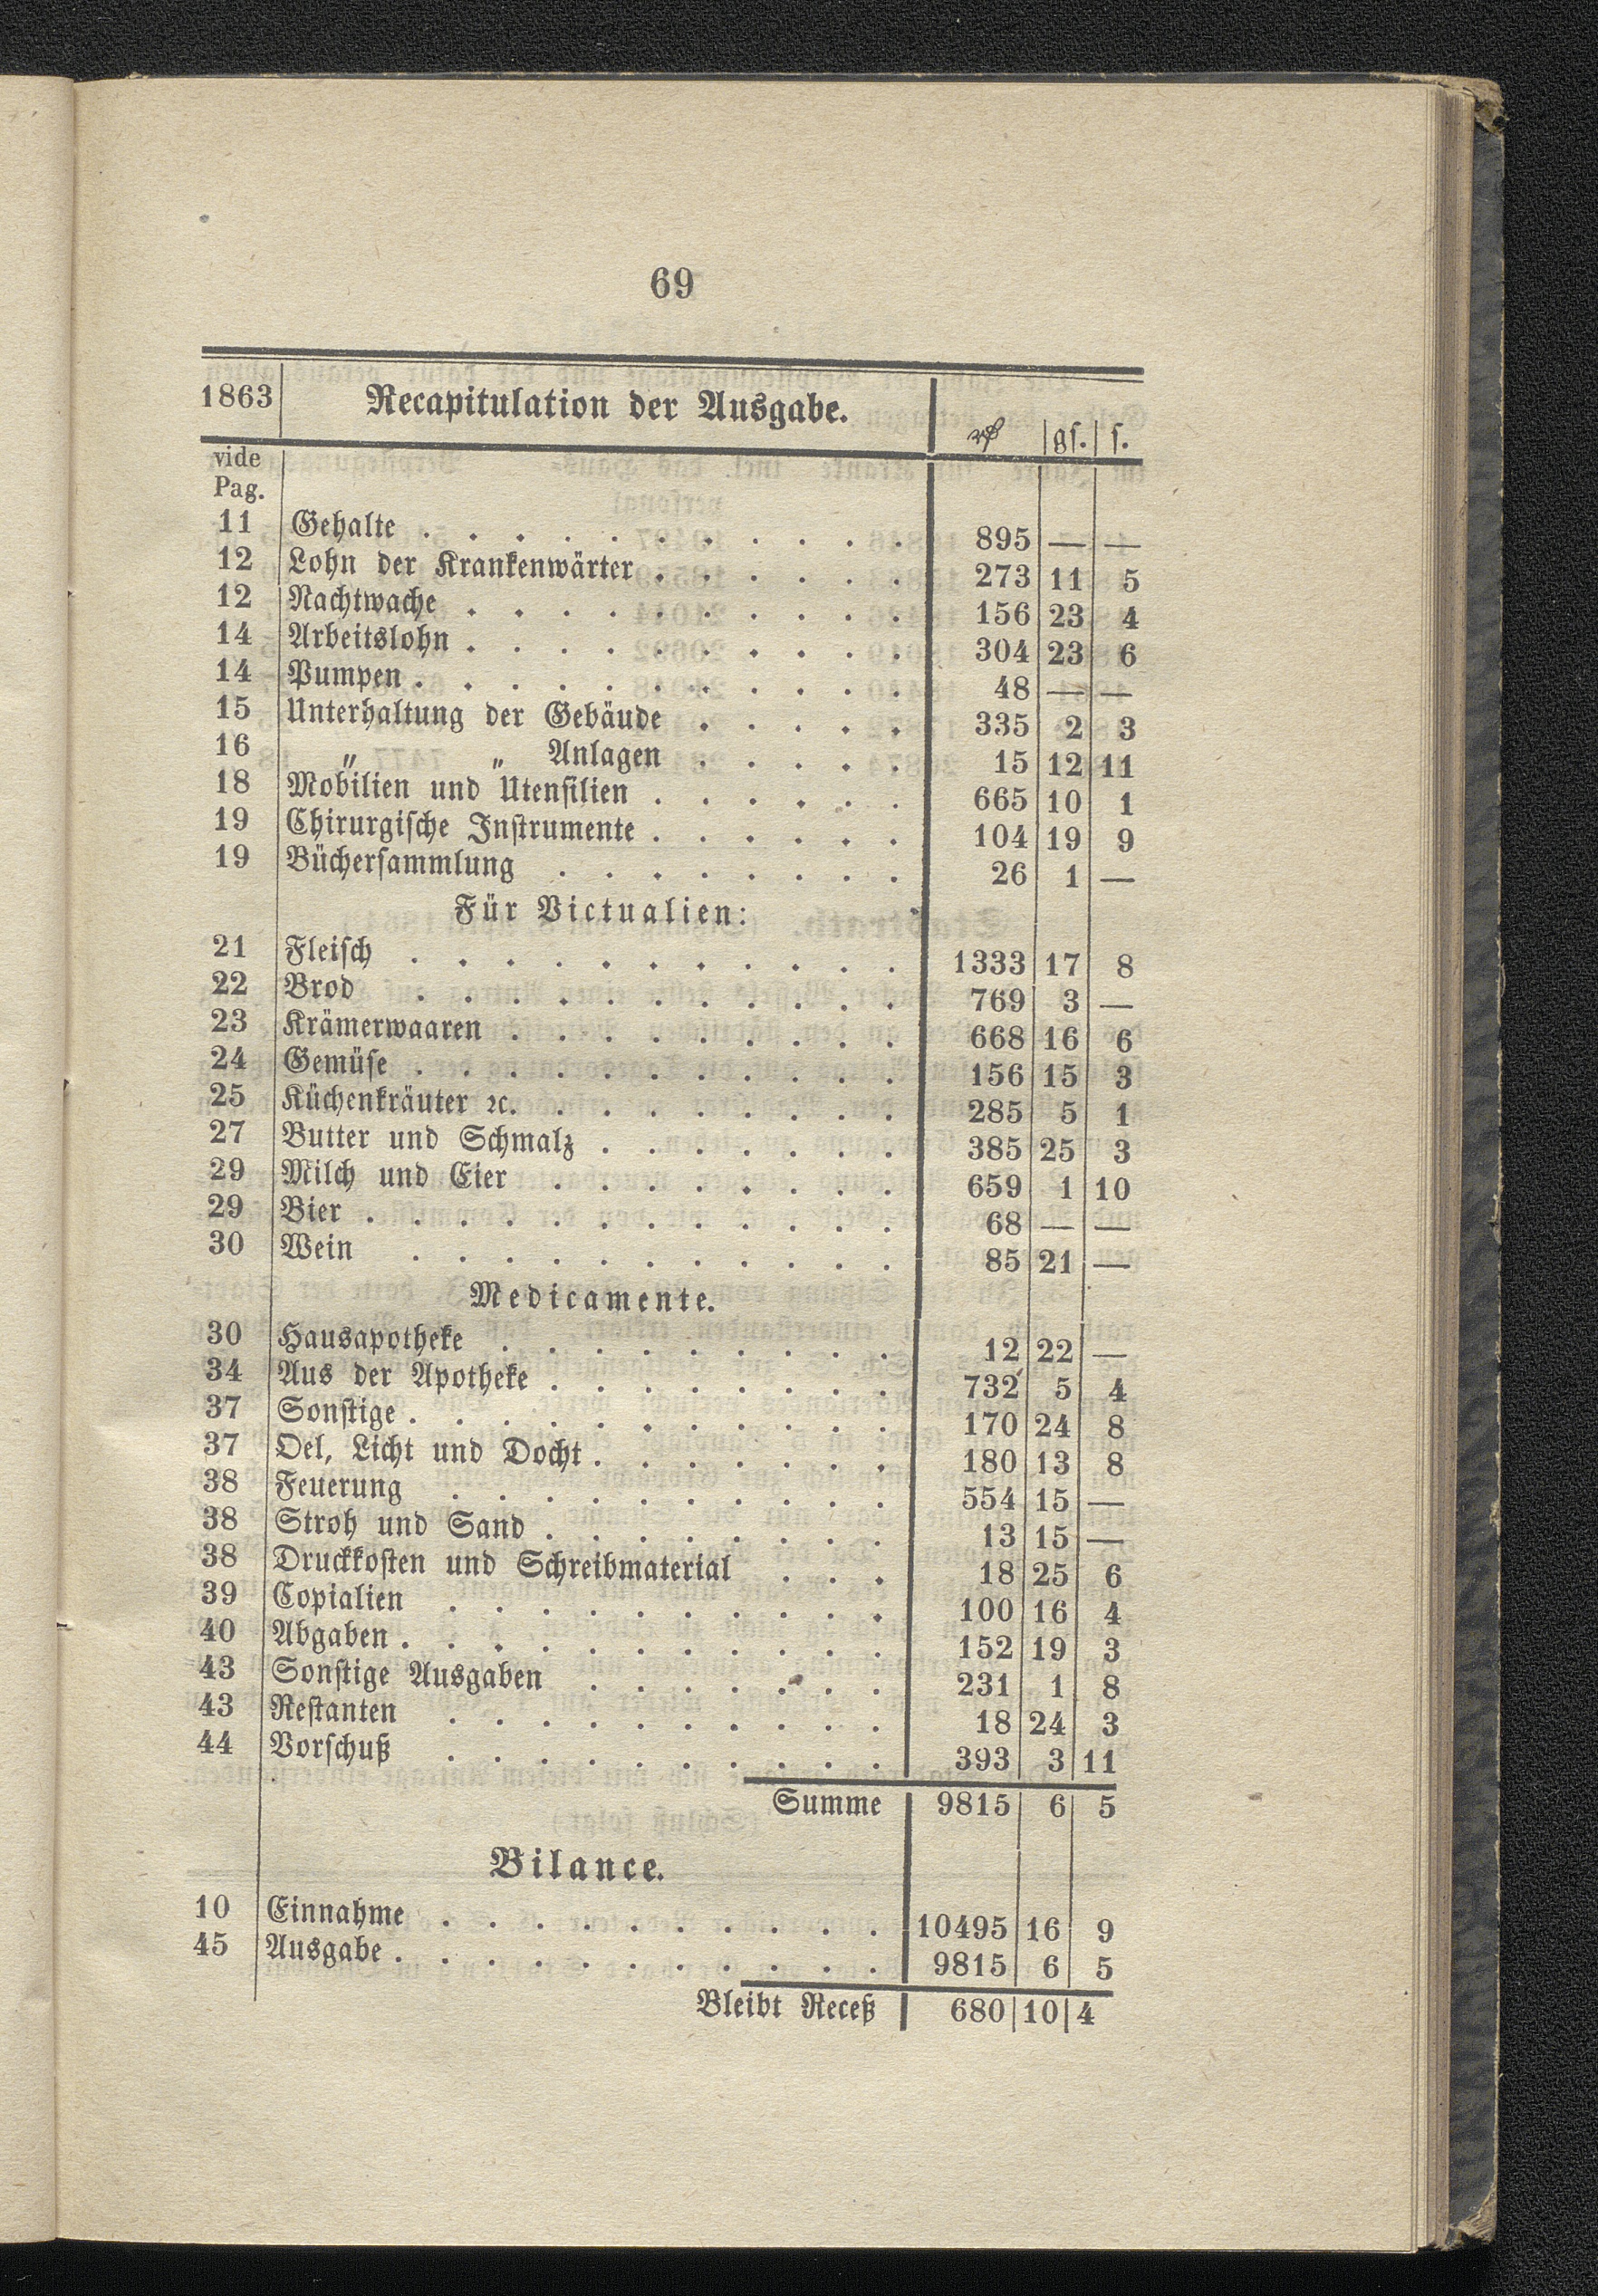 69
1863 Recapitulation der Ausgabe. ₰ gſ. ſ.
vide
Pag.
11 Gehalte . . . . . . . . . . . 895 — —
12 Lohn der Krankenwärter . . . . . . 273 11 5
12 Nachtwache . . . . . . . . . . 156 23 4
14 Arbeitslohn . . . . . . . . . . 304 23 6
14 Pumpen . . . . . . . . . . . 48 — —
15 Unterhaltung der Gebäude . . . . . 335 2 3
16 „ „ Anlagen . . . . . 15 12 11
18 Mobilien und Utenſilien . . . . . . 665 10 1
19 Chirurgiſche Inſtrumente . . . . . . 104 19 9
19 Bücherſammlung . . . . . . . . 26 1 —
Für Victualien:
21 Fleiſch . . . . . . . . . . . 1333 17 8
22 Brod . . . . . . . . . . . 769 3 —
23 Krämerwaaren . . . . . . . . . 668 16 6
24 Gemüſe . . . . . . . . . . . 156 15 3
25 Küchenkräuter ꝛc. . . . . . . . . 285 5 1
27 Butter und Schmalz . . . . . . . 385 25 3
29 Milch und Eier . . . . . . . . 659 1 10
29 Bier . . . . . . . . . . . . 68 — —
30 Wein . . . . . . . . . . . 85 21 —
Medicamente.
30 Hausapotheke . . . . . . . . . 12 22 —
34 Aus der Apotheke . . . . . . . . 732 5 4
37 Sonſtige . . . . . . . . . . . 170 24 8
37 Oel, Licht und Docht . . . . . . . 180 13 8
38 Feuerung . . . . . . . . . . 554 15 —
38 Stroh und Sand . . . . . . . . 13 15 —
38 Druckkoſten und Schreibmaterial . . . 18 25 6
39 Copialien . . . . . . . . . . 100 16 4
40 Abgaben . . . . . . . . . . . 152 19 3
43 Sonſtige Ausgaben . . . . . . . 231 1 8
43 Reſtanten . . . . . . . . . . 18 24 3
44 Vorſchuß . . . . . . . . . . 393 3 11
Summe 9815 6 5
Bilance.
10 Einnahme . . . . . . . . . . 10495 16 9
45 Ausgabe . . . . . . . . . . . 9815 6 5
Bleibt Receß 680 10 4